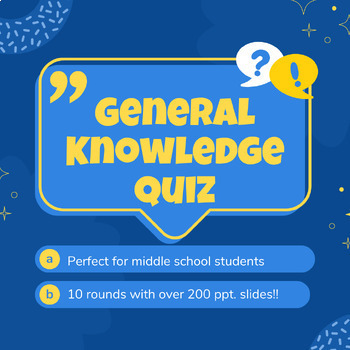 ? !
General
Knowledge
Quiz
a Perfect for middle school students
b 10 rounds with over 200 ppt. slides!!